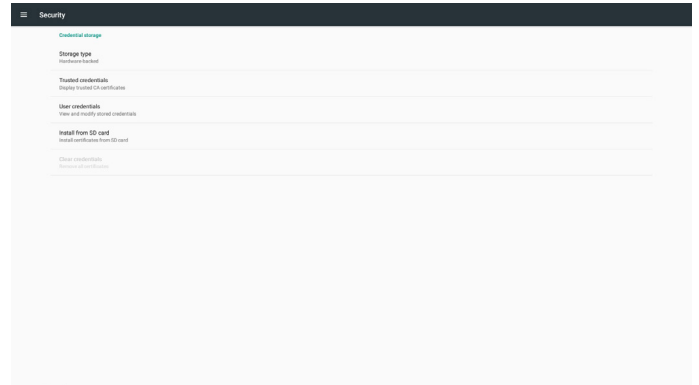 Security
Credential storage
Storage type
Hardware-backed
Trusted credentials
Display trusted CA certificates
User credentials
View and modify stored credentials
Install from SD card
Install certificates from SD card
Clear credentials
Remove all certificates